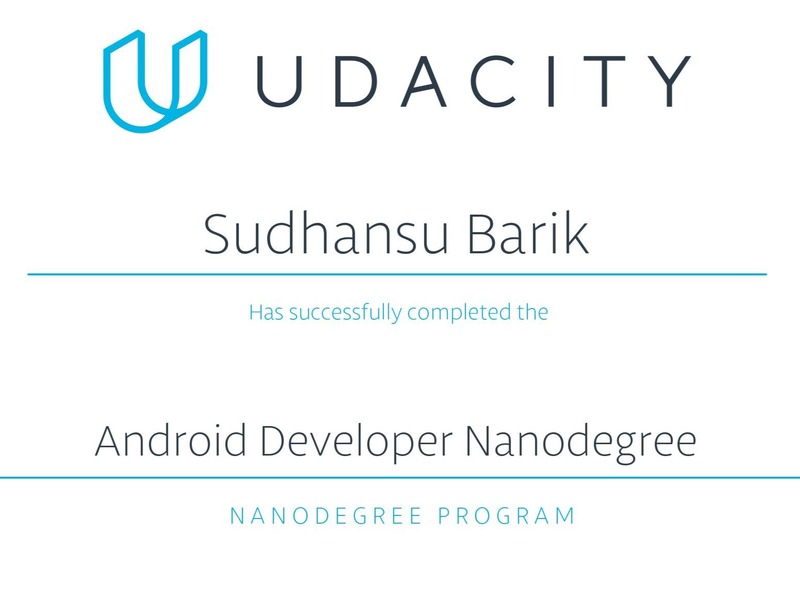 UDACITY
Sudhansu Barik
Has successfully completed the
Android Developer Nanodegree
NANODEGREE PROGRAM